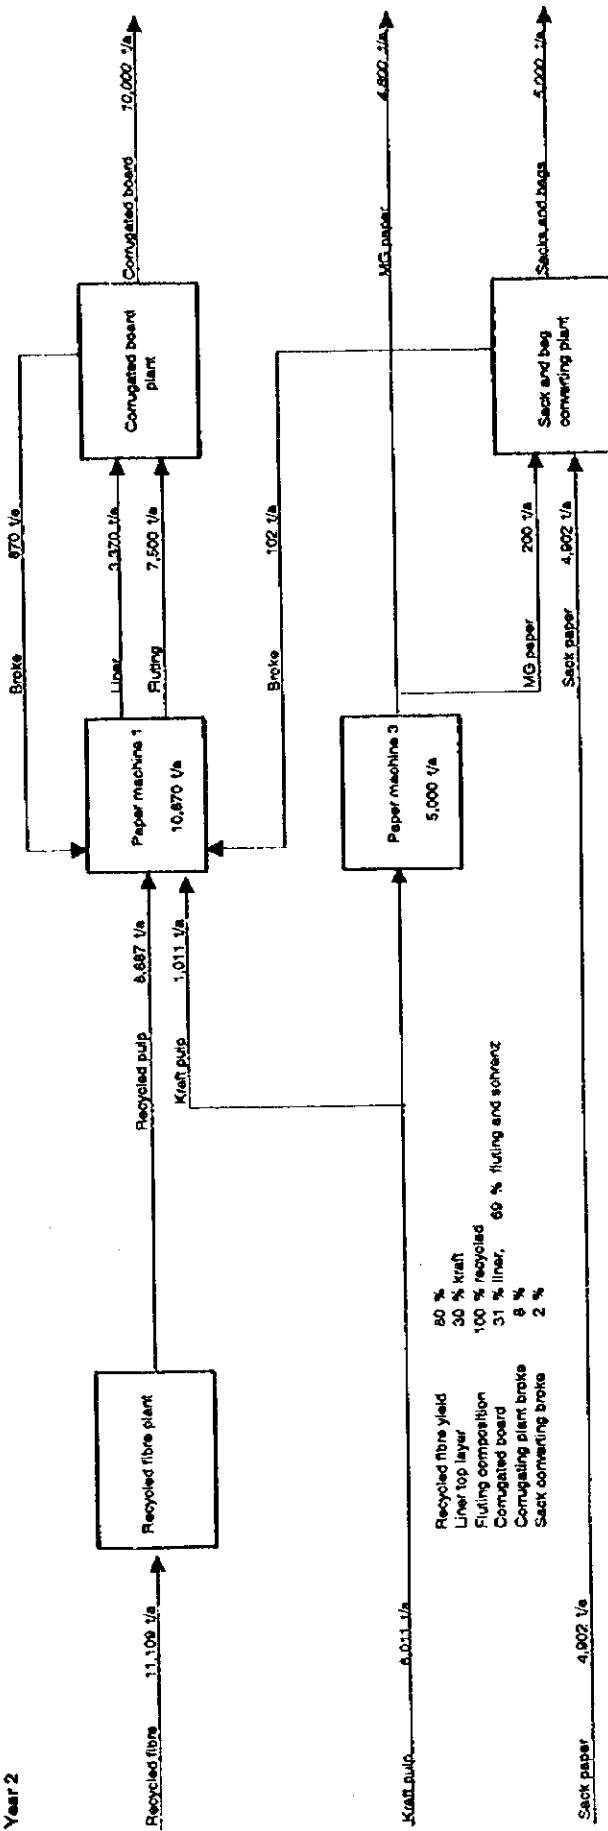 Year 2
Recycled fibre 11,109 t/a
Recycled fibre plant
Recycled pulp 8,887 t/a
Kraft pulp 1,011 t/a
Broke 870 t/a
Paper machine 1
10,870 t/a
Liner 3,370 t/a
Fluting 7,500 t/a
Corrugated board
plant
Corrugated board 10,000 t/a
Broke 102 t/a
Kraft pulp 6,011 t/a
Paper machine 3
5,000 t/a
MG paper 4,800 t/a
MG paper 200 t/a
Sack paper 4,902 t/a
Sack and bag
converting plant
Sacks and bags 5,000 t/a
Sack paper 4,902 t/a
Recycled fibre yield 80 %
Liner top layer 30 % kraft
Fluting composition 100 % recycled
Corrugated board 31 % liner, 69 % fluting and schrenz
Corrugating plant broke 8 %
Sack converting broke 2 %